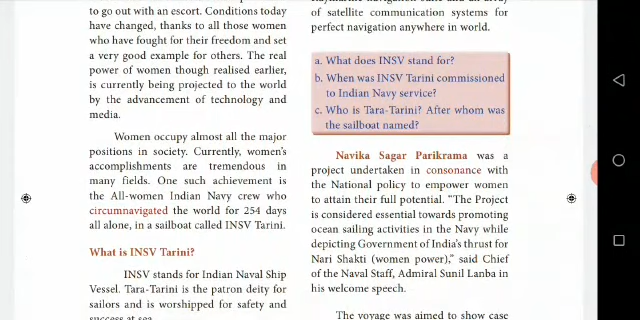 to go out with an escort. Conditions today
have changed, thanks to all those women
who have fought for their freedom and set
a very good example for others. The real
power of women though realised earlier,
is currently being projected to the world
by the advancement of technology and
media.
Women occupy almost all the major
positions in society. Currently, women's
accomplishments are tremendous in
many fields. One such achievement is
the All-women Indian Navy crew who
circumnavigated the world for 254 days
all alone, in a sailboat called INSV Tarini.
What is INSV Tarini?
INSV stands for Indian Naval Ship
Vessel. Tara-Tarini is the patron deity for
sailors and is worshipped for safety and
success at sea.
of satellite communication systems for
perfect navigation anywhere in world.
a. What does INSV stand for?
b. When was INSV Tarini commissioned
to Indian Navy service?
c. Who is Tara-Tarini? After whom was
the sailboat named?
Navika Sagar Parikrama was a
project undertaken in consonance with
the National policy to empower women
to attain their full potential. “The Project
is considered essential towards promoting
ocean sailing activities in the Navy while
depicting Government of India's thrust for
Nari Shakti (women power),” said Chief
of the Naval Staff, Admiral Sunil Lanba in
his welcome speech.
The voyage was aimed to show case